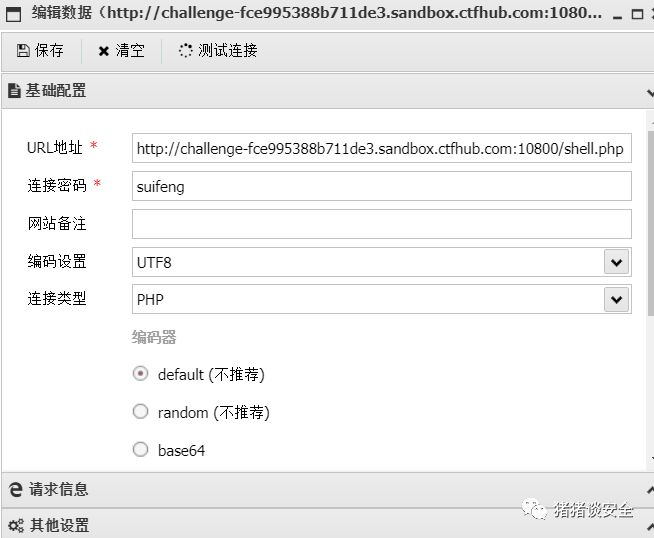 编辑数据（http://challenge-fce995388b711de3.sandbox.ctfhub.com:1080...
保存 清空 测试连接
基础配置
URL地址 * http://challenge-fce995388b711de3.sandbox.ctfhub.com:10800/shell.php
连接密码 * suifeng
网站备注
编码设置 UTF8
连接类型 PHP
编码器
default (不推荐)
random (不推荐)
base64
请求信息
其他设置
猪猪谈安全